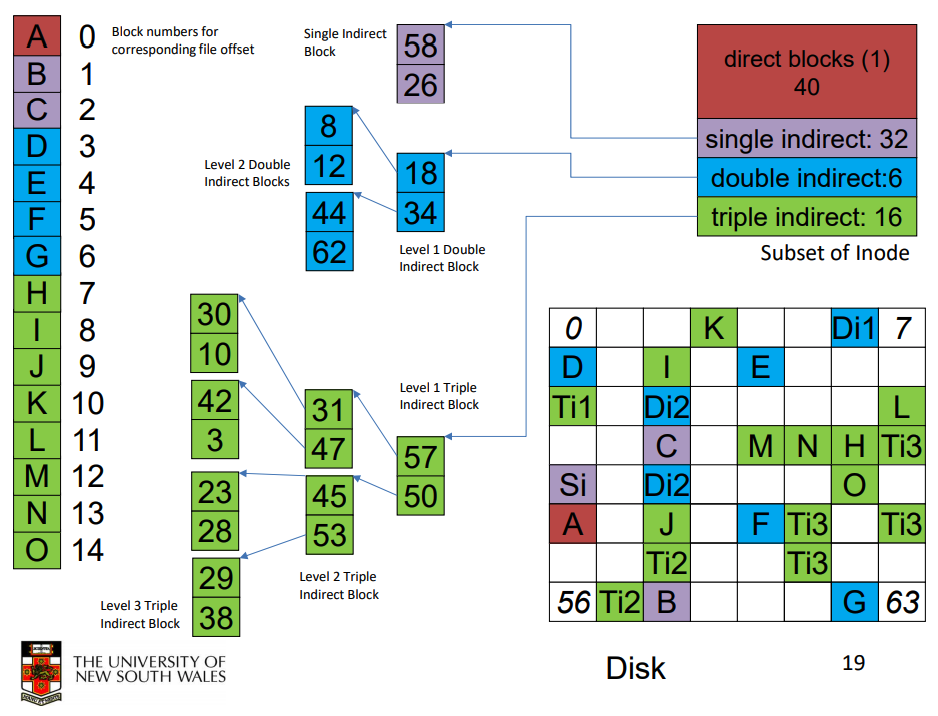 A 0
B 1
C 2
D 3
E 4
F 5
G 6
H 7
I 8
J 9
K 10
L 11
M 12
N 13
O 14
Block numbers for
corresponding file offset
Single Indirect
Block
58
26
8
12
Level 2 Double
Indirect Blocks
44
62
18
34
Level 1 Double
Indirect Block
direct blocks (1)
40
single indirect: 32
double indirect:6
triple indirect: 16
Subset of Inode
30
10
42
3
23
28
29
38
Level 3 Triple
Indirect Block
31
47
45
53
Level 2 Triple
Indirect Block
Level 1 Triple
Indirect Block
57
50
0 K Di1 7
D I E
Ti1 Di2 L
C M N H Ti3
Si Di2 O
A J F Ti3 Ti3
Ti2 Ti3
56 Ti2 B G 63
Disk
19
THE UNIVERSITY OF
NEW SOUTH WALES